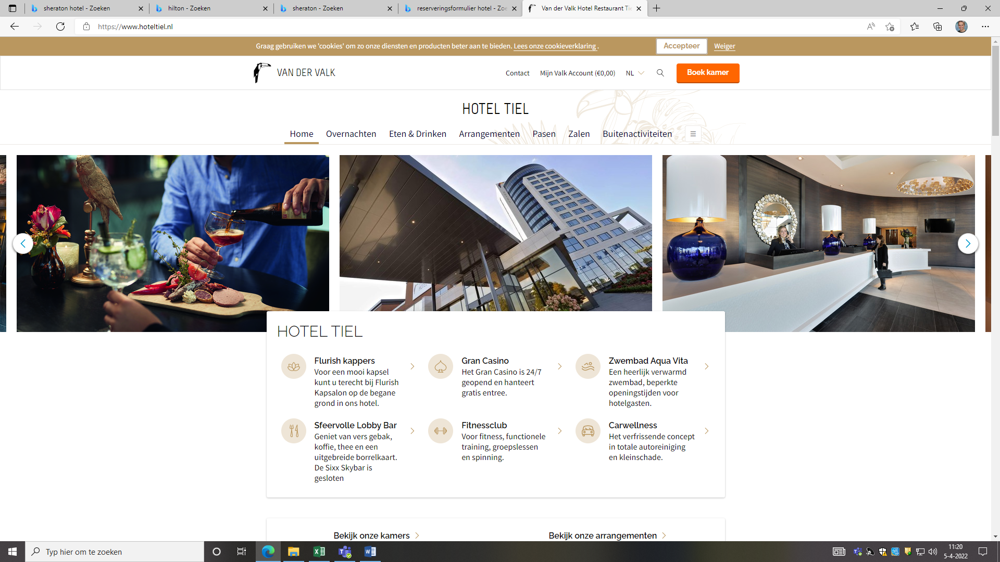 sheraton hotel - Zoeken
hilton - Zoeken
sheraton - Zoeken
reserveringsformulier hotel - Zoe
Van der Valk Hotel Restaurant Tie
https://www.hoteltiel.nl
Graag gebruiken we 'cookies' om zo onze diensten en producten beter aan te bieden. Lees onze cookieverklaring .
Accepteer
Weiger
VAN DER VALK
Contact
Mijn Valk Account (€0,00)
NL
Boek kamer
HOTEL TIEL
Home
Overnachten
Eten & Drinken
Arrangementen
Pasen
Zalen
Buitenactiviteiten
HOTEL TIEL
Flurish kappers
Voor een mooi kapsel
kunt u terecht bij Flurish
Kapsalon op de begane
grond in ons hotel.
Gran Casino
Het Gran Casino is 24/7
geopend en hanteert
gratis entree.
Zwembad Aqua Vita
Een heerlijk verwarmd
zwembad, beperkte
openingstijden voor
hotelgasten.
Sfeervolle Lobby Bar
Geniet van vers gebak,
koffie, thee en een
uitgebreide borrelkaart.
De Sixx Skybar is
gesloten
Fitnessclub
Voor fitness, functionele
training, groepslessen
en spinning.
Carwellness
Het verfrissende concept
in totale autoreiniging
en kleinschade.
Bekijk onze kamers
Bekijk onze arrangementen
Typ hier om te zoeken
11:20
5-4-2022